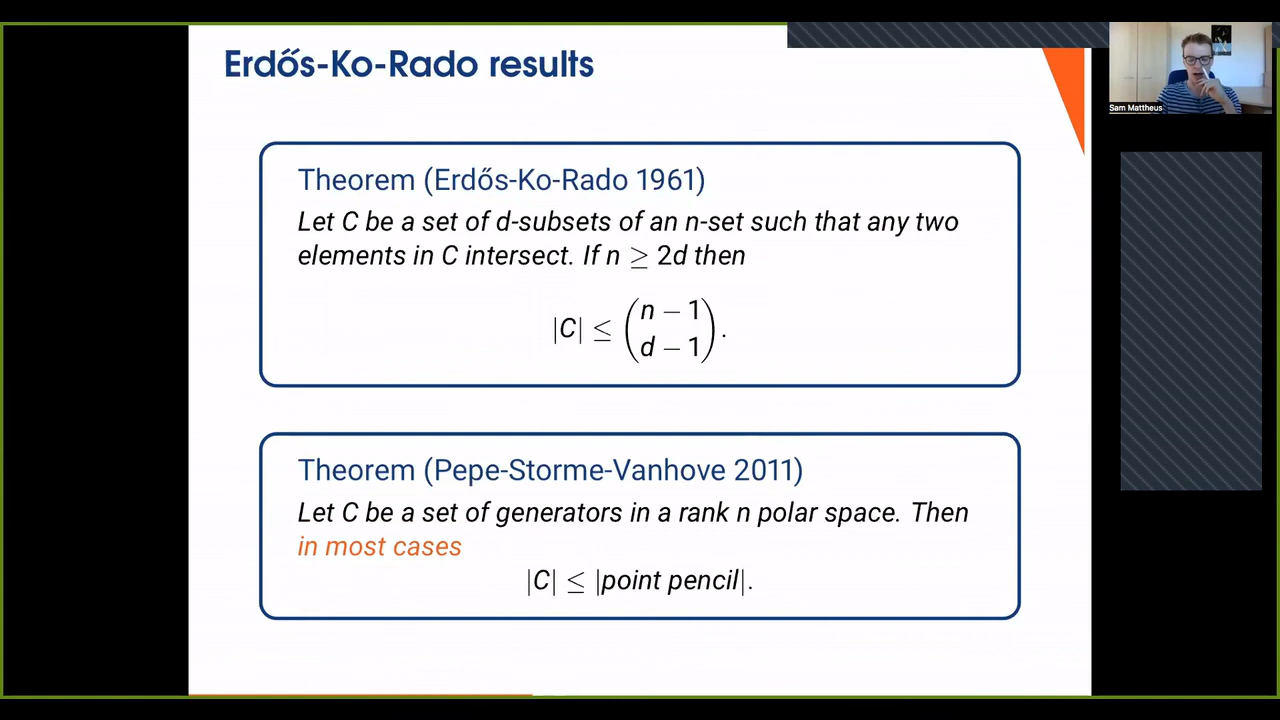 Erdős-Ko-Rado results
Sam Mattheus
Theorem (Erdős-Ko-Rado 1961)
Let C be a set of d-subsets of an n-set such that any two
elements in C intersect. If n ≥ 2d then
|C| ≤ (n − 1
d − 1).
Theorem (Pepe-Storme-Vanhove 2011)
Let C be a set of generators in a rank n polar space. Then
in most cases
|C| ≤ |point pencil|.